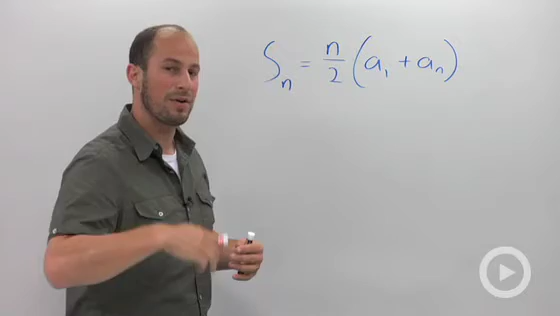 Sₙ = n/2 (a₁ + aₙ)